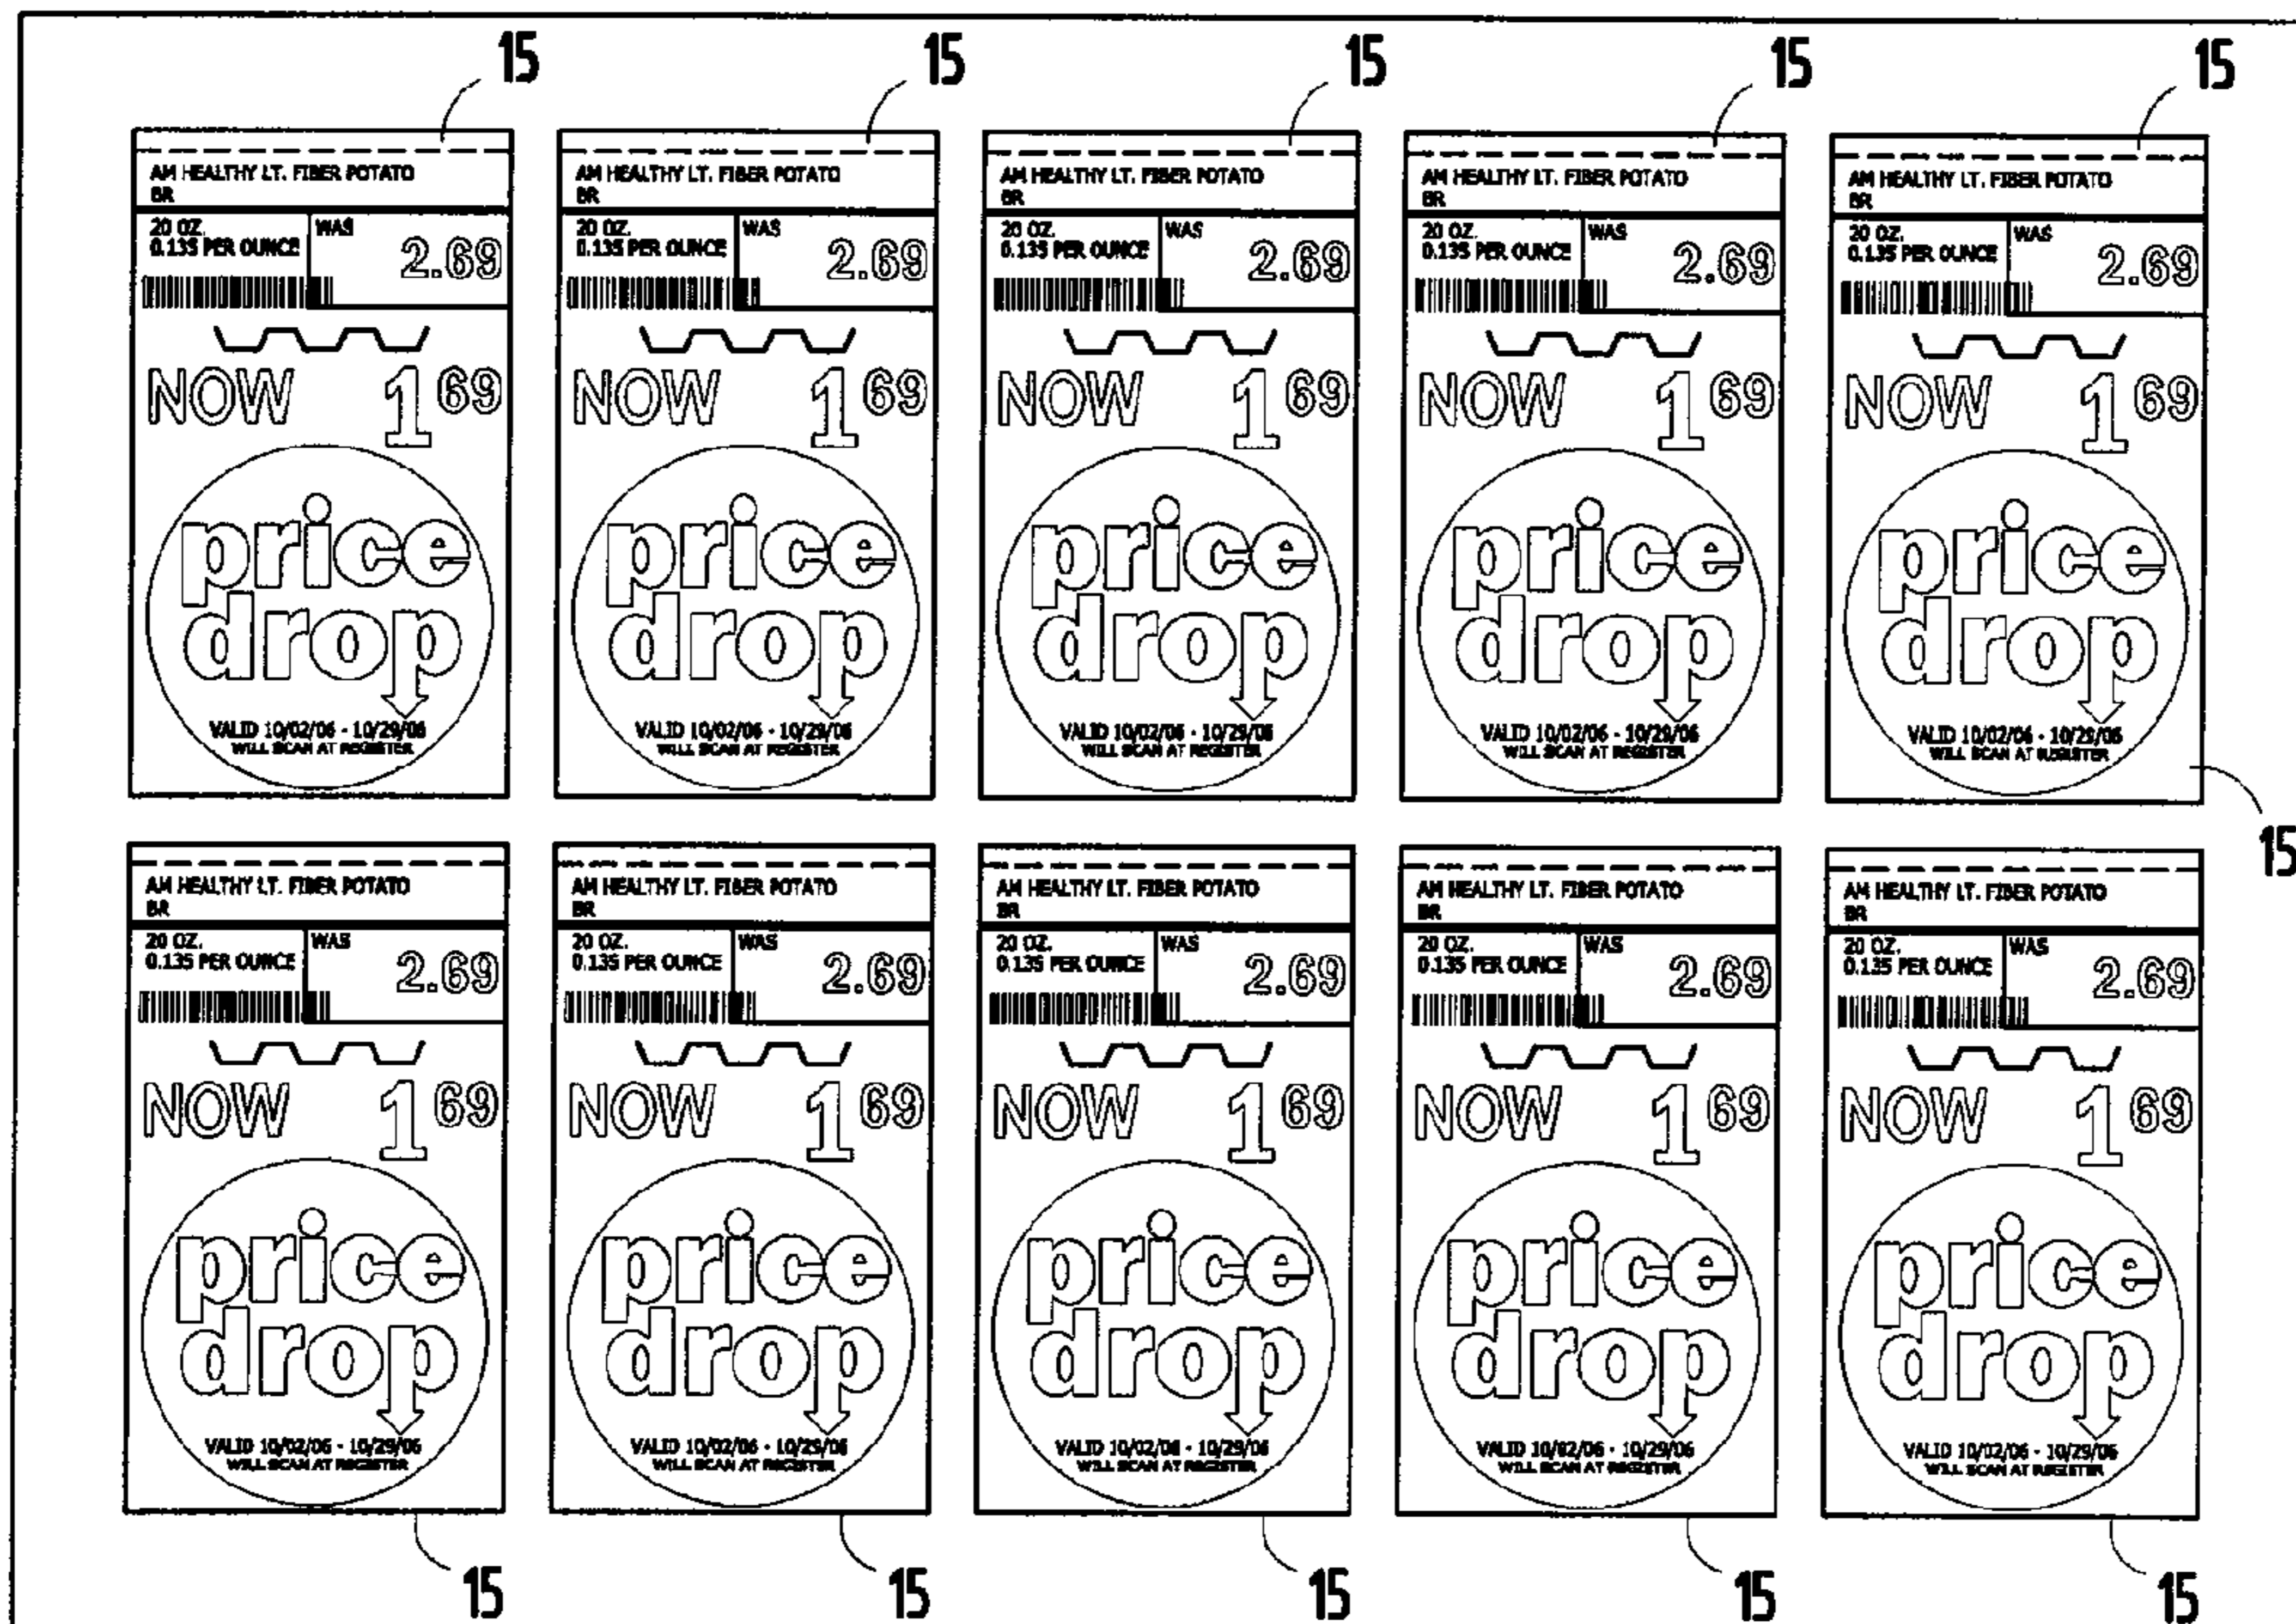 15 15 15 15 15
AM HEALTHY LT. FIBER POTATO
BR
20 OZ.
0.135 PER OUNCE
WAS
2.69
NOW 1 69
price
drop
VALID 10/02/06 - 10/29/06
WILL SCAN AT REGISTER
AM HEALTHY LT. FIBER POTATO
BR
20 OZ.
0.135 PER OUNCE
WAS
2.69
NOW 1 69
price
drop
VALID 10/02/06 - 10/29/06
WILL SCAN AT REGISTER
AM HEALTHY LT. FIBER POTATO
BR
20 OZ.
0.135 PER OUNCE
WAS
2.69
NOW 1 69
price
drop
VALID 10/02/06 - 10/29/06
WILL SCAN AT REGISTER
AM HEALTHY LT. FIBER POTATO
BR
20 OZ.
0.135 PER OUNCE
WAS
2.69
NOW 1 69
price
drop
VALID 10/02/06 - 10/29/06
WILL SCAN AT REGISTER
AM HEALTHY LT. FIBER POTATO
BR
20 OZ.
0.135 PER OUNCE
WAS
2.69
NOW 1 69
price
drop
VALID 10/02/06 - 10/29/06
WILL SCAN AT REGISTER
15
AM HEALTHY LT. FIBER POTATO
BR
20 OZ.
0.135 PER OUNCE
WAS
2.69
NOW 1 69
price
drop
VALID 10/02/06 - 10/29/06
WILL SCAN AT REGISTER
AM HEALTHY LT. FIBER POTATO
BR
20 OZ.
0.135 PER OUNCE
WAS
2.69
NOW 1 69
price
drop
VALID 10/02/06 - 10/29/06
WILL SCAN AT REGISTER
AM HEALTHY LT. FIBER POTATO
BR
20 OZ.
0.135 PER OUNCE
WAS
2.69
NOW 1 69
price
drop
VALID 10/02/06 - 10/29/06
WILL SCAN AT REGISTER
AM HEALTHY LT. FIBER POTATO
BR
20 OZ.
0.135 PER OUNCE
WAS
2.69
NOW 1 69
price
drop
VALID 10/02/06 - 10/29/06
WILL SCAN AT REGISTER
AM HEALTHY LT. FIBER POTATO
BR
20 OZ.
0.135 PER OUNCE
WAS
2.69
NOW 1 69
price
drop
VALID 10/02/06 - 10/29/06
WILL SCAN AT REGISTER
15 15 15 15 15